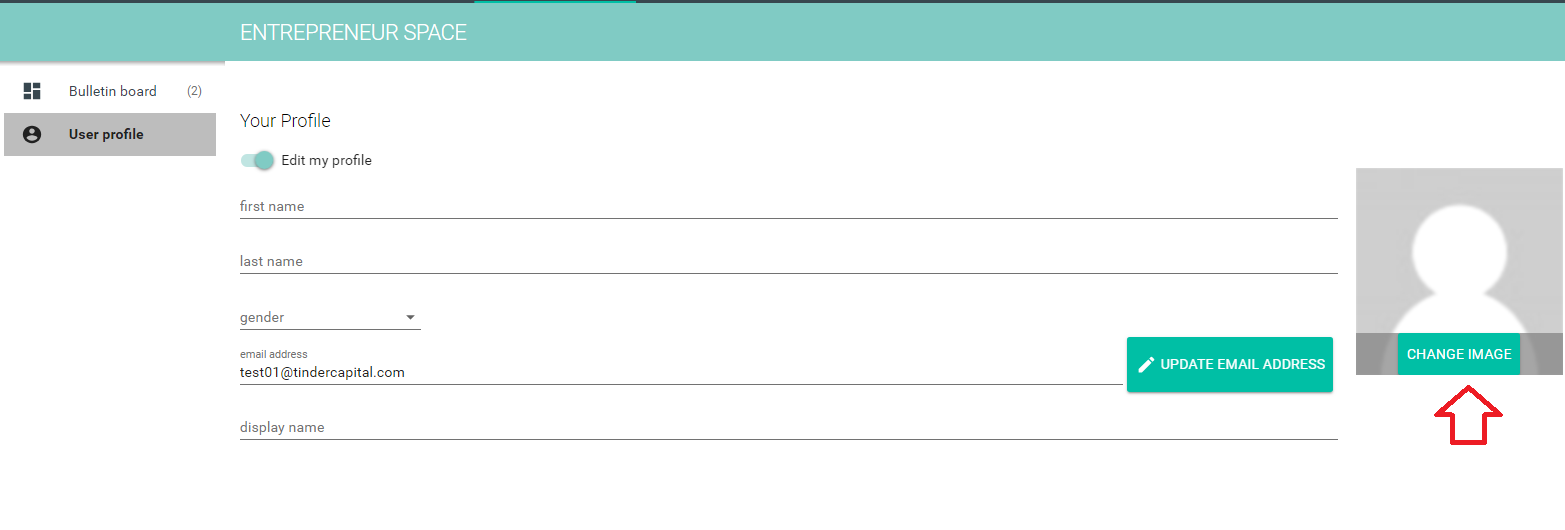 ENTREPRENEUR SPACE
Bulletin board (2)
User profile
Your Profile
Edit my profile
first name
last name
gender
email address
test01@tindercapital.com
UPDATE EMAIL ADDRESS
display name
CHANGE IMAGE